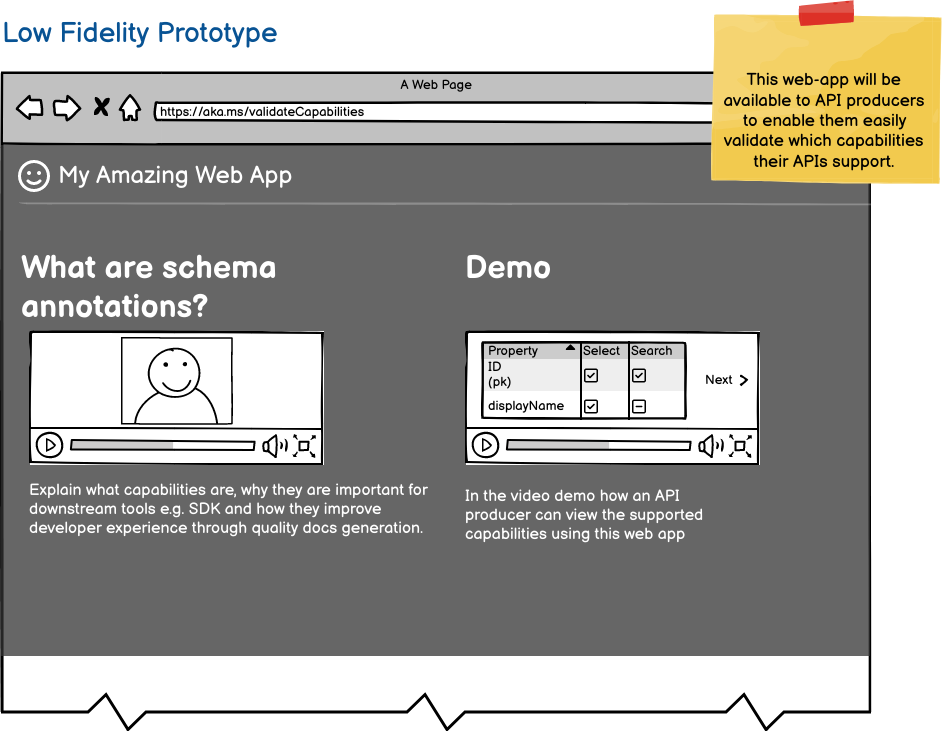 Low Fidelity Prototype
This web-app will be
available to API producers
to enable them easily
validate which capabilities
their APIs support.
A Web Page
https://aka.ms/validateCapabilities
My Amazing Web App
What are schema
annotations?
Explain what capabilities are, why they are important for
downstream tools e.g. SDK and how they improve
developer experience through quality docs generation.
Demo
Property Select Search
ID
(pk)
displayName
Next
In the video demo how an API
producer can view the supported
capabilities using this web app